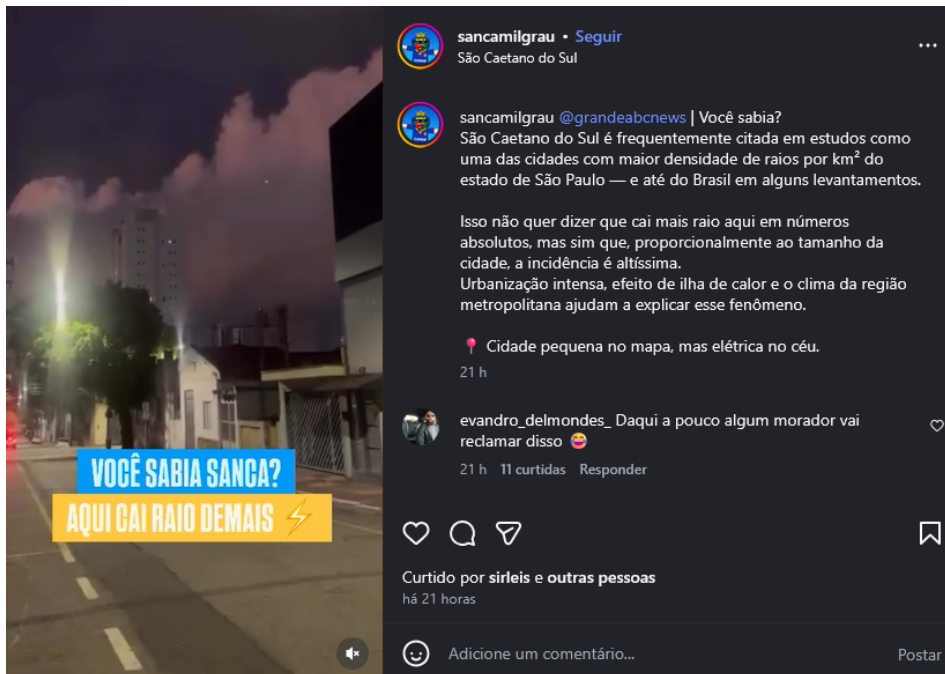 sancamilgrau • Seguir
São Caetano do Sul
sancamilgrau @grandeabcnews | Você sabia?
São Caetano do Sul é frequentemente citada em estudos como
uma das cidades com maior densidade de raios por km² do
estado de São Paulo — e até do Brasil em alguns levantamentos.
Isso não quer dizer que cai mais raio aqui em números
absolutos, mas sim que, proporcionalmente ao tamanho da
cidade, a incidência é altíssima.
Urbanização intensa, efeito de ilha de calor e o clima da região
metropolitana ajudam a explicar esse fenômeno.
📍 Cidade pequena no mapa, mas elétrica no céu.
21 h
evandro_delmondes_ Daqui a pouco algum morador vai
reclamar disso 😂
21 h 11 curtidas Responder
Curtido por sirleis e outras pessoas
há 21 horas
Adicione um comentário...
Postar
VOCÊ SABIA SANCA?
AQUI CAI RAIO DEMAIS ⚡